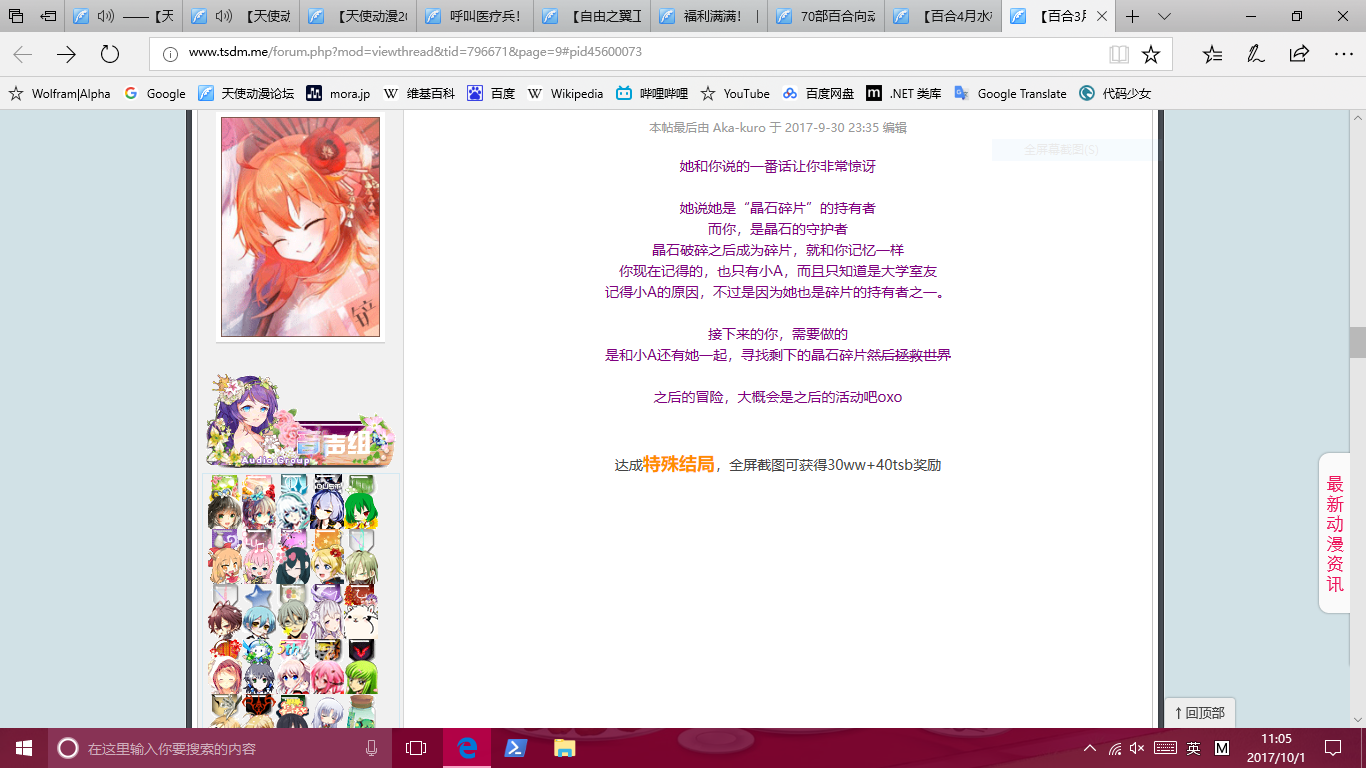 ——【天
【天使动
【天使动漫20
呼叫医疗兵！
【自由之翼工
福利满满！
70部百合向动
【百合4月水
【百合3月
www.tsdm.me/forum.php?mod=viewthread&tid=796671&page=9#pid45600073
Wolfram|Alpha
Google
天使动漫论坛
mora.jp
维基百科
百度
Wikipedia
哔哩哔哩
YouTube
百度网盘
.NET 类库
Google Translate
代码少女
本帖最后由 Aka-kuro 于 2017-9-30 23:35 编辑
全屏幕截图(S)
她和你说的一番话让你非常惊讶
她说她是“晶石碎片”的持有者
而你，是晶石的守护者
晶石破碎之后成为碎片，就和你记忆一样
你现在记得的，也只有小A，而且只知道是大学室友
记得小A的原因，不过是因为她也是碎片的持有者之一。
接下来的你，需要做的
是和小A还有她一起，寻找剩下的晶石碎片然后拯救世界
之后的冒险，大概会是之后的活动吧oxo
达成特殊结局，全屏截图可获得30ww+40tsb奖励
音声组
Audio Group
最新动漫资讯
↑回顶部
在这里输入你要搜索的内容
英
M
11:05
2017/10/1